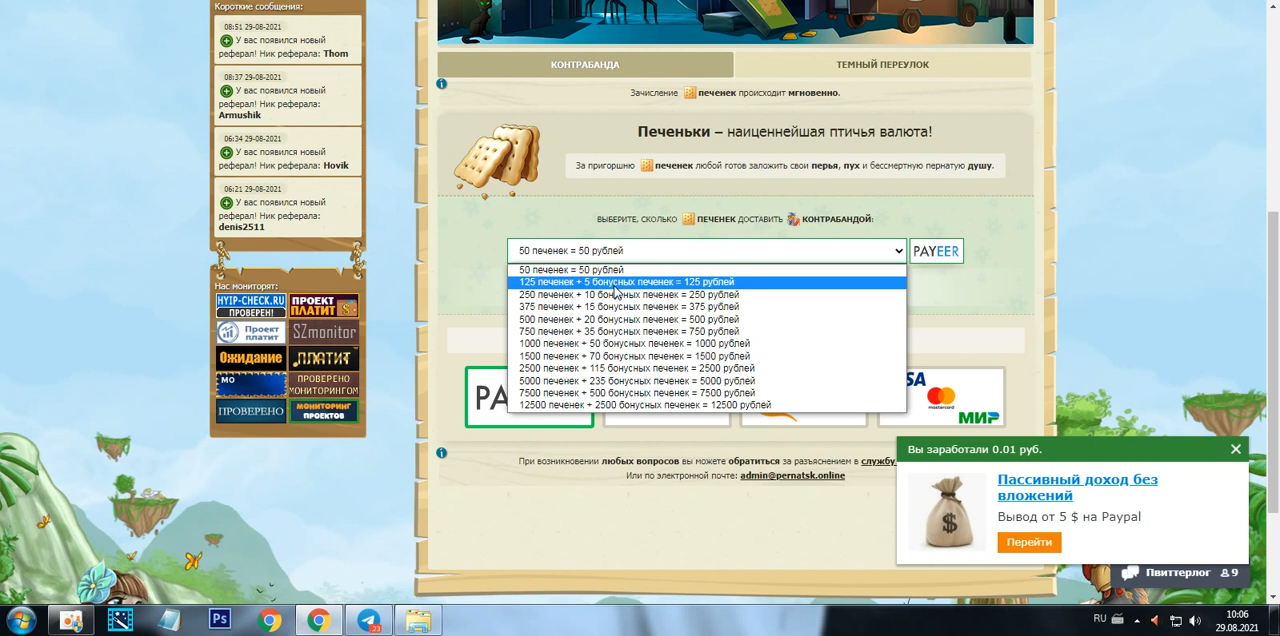 Короткие сообщения:
08:51 29-08-2021
У вас появился новый
реферал! Ник реферала: Thom
08:37 29-08-2021
У вас появился новый
реферал! Ник реферала:
Armushik
06:34 29-08-2021
У вас появился новый
реферал! Ник реферала: Hovik
06:21 29-08-2021
У вас появился новый
реферал! Ник реферала:
denis2511
Нас мониторят:
HYIP-CHECK.RU
ПРОВЕРЕН!
ПРОЕКТ
ПЛАТИТ
Проект
платит
SZmonitor
Ожидание
.ПЛАТИТ
МО
ПРОВЕРЕНО
МОНИТОРИНГОМ
ПРОВЕРЕНО
МОНИТОРИНГ
ПРОЕКТОВ
КОНТРАБАНДА
ТЕМНЫЙ ПЕРЕУЛОК
Зачисление печенек происходит мгновенно.
Печеньки – наиценнейшая птичья валюта!
За пригоршню печенек любой готов заложить свои перья, пух и бессмертную пернатую душу.
ВЫБЕРИТЕ, СКОЛЬКО ПЕЧЕНЕК ДОСТАВИТЬ КОНТРАБАНДОЙ:
50 печенек = 50 рублей
PAYEER
50 печенек = 50 рублей
125 печенек + 5 бонусных печенек = 125 рублей
250 печенек + 10 бонусных печенек = 250 рублей
375 печенек + 15 бонусных печенек = 375 рублей
500 печенек + 20 бонусных печенек = 500 рублей
750 печенек + 35 бонусных печенек = 750 рублей
1000 печенек + 50 бонусных печенек = 1000 рублей
1500 печенек + 70 бонусных печенек = 1500 рублей
2500 печенек + 115 бонусных печенек = 2500 рублей
5000 печенек + 235 бонусных печенек = 5000 рублей
7500 печенек + 500 бонусных печенек = 7500 рублей
12500 печенек + 2500 бонусных печенек = 12500 рублей
PA
SA
mastercard
МИР
При возникновении любых вопросов вы можете обратиться за разъяснением в службу
Или по электронной почте: admin@pernatsk.online
Вы заработали 0.01 руб.
Пассивный доход без
вложений
Вывод от 5 $ на Paypal
Перейти
Пвиттерлог 9
Ps
23
RU
10:06
29.08.2021